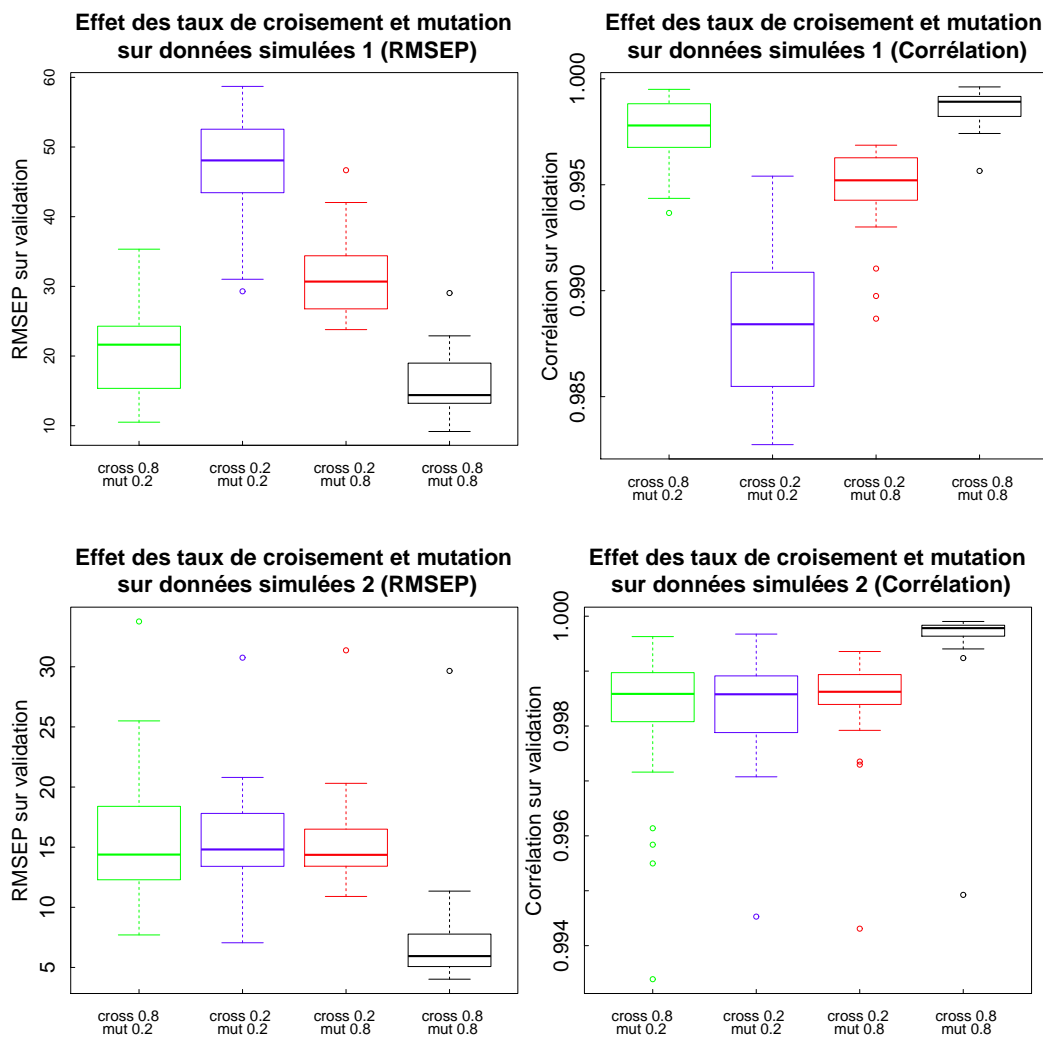 Effet des taux de croisement et mutation
sur données simulées 1 (RMSEP)
RMSEP sur validation
60
50
40
30
20
10
cross 0.8
mut 0.2
cross 0.2
mut 0.2
cross 0.2
mut 0.8
cross 0.8
mut 0.8
Effet des taux de croisement et mutation
sur données simulées 1 (Corrélation)
Corrélation sur validation
1.000
0.995
0.990
0.985
cross 0.8
mut 0.2
cross 0.2
mut 0.2
cross 0.2
mut 0.8
cross 0.8
mut 0.8
Effet des taux de croisement et mutation
sur données simulées 2 (RMSEP)
RMSEP sur validation
30
25
20
15
10
5
cross 0.8
mut 0.2
cross 0.2
mut 0.2
cross 0.2
mut 0.8
cross 0.8
mut 0.8
Effet des taux de croisement et mutation
sur données simulées 2 (Corrélation)
Corrélation sur validation
1.000
0.998
0.996
0.994
cross 0.8
mut 0.2
cross 0.2
mut 0.2
cross 0.2
mut 0.8
cross 0.8
mut 0.8